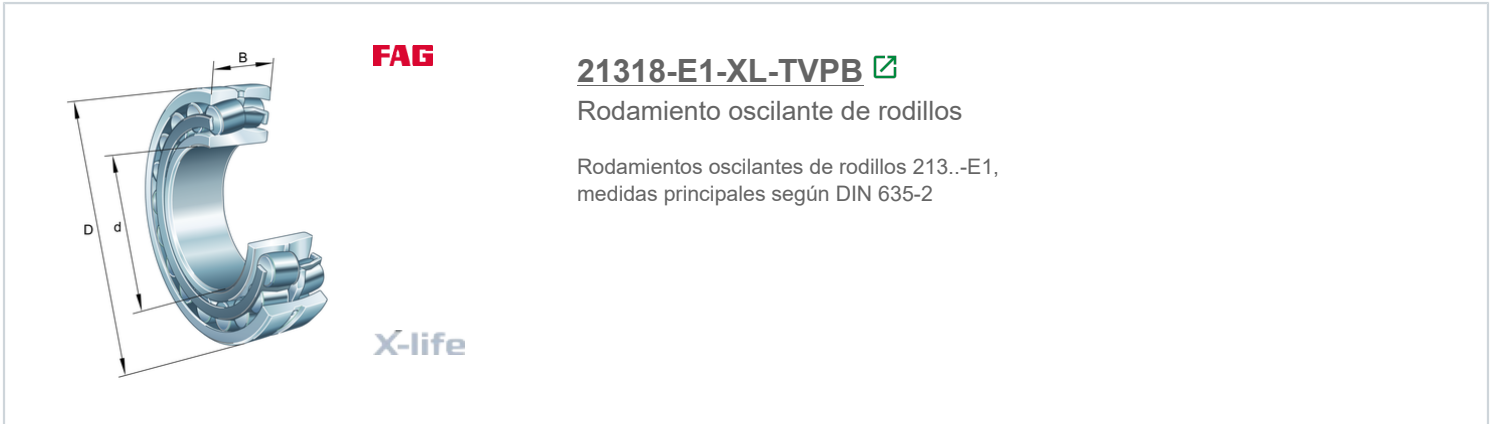 B
FAG
21318-E1-XL-TVPB
Rodamiento oscilante de rodillos
Rodamientos oscilantes de rodillos 213..-E1,
medidas principales según DIN 635-2
D
d
X-life